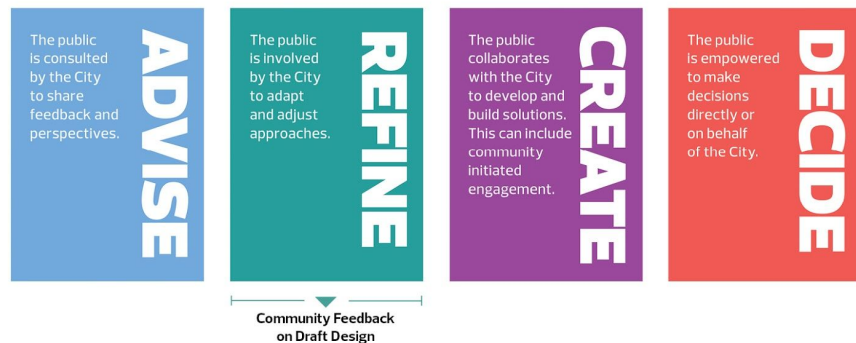 The public
is consulted
by the City
to share
feedback and
perspectives.
ADVISE
The public
is involved
by the City
to adapt
and adjust
approaches.
REFINE
The public
collaborates
with the City
to develop and
build solutions.
This can include
community
initiated
engagement.
CREATE
The public
is empowered
to make
decisions
directly or
on behalf
of the City.
DECIDE
Community Feedback
on Draft Design